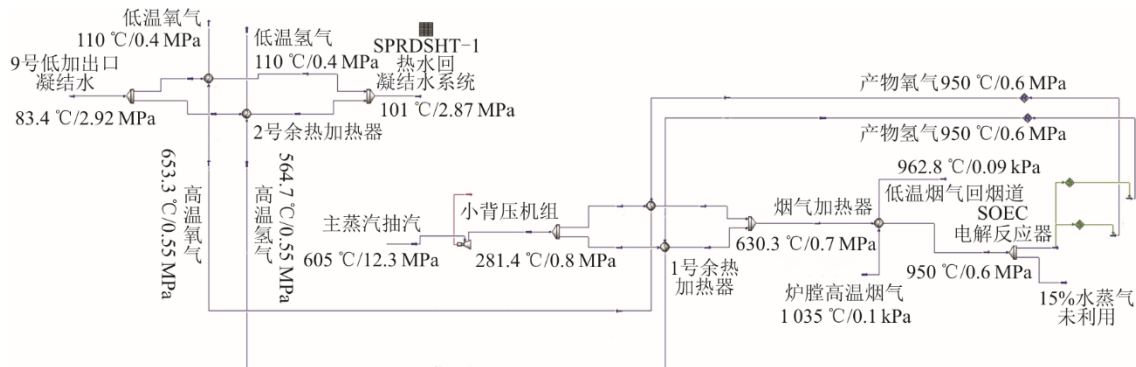 低温氧气
110 ℃/0.4 MPa
9号低加出口
凝结水
83.4 ℃/2.92 MPa
低温氢气
110 ℃/0.4 MPa
SPRDSHT-1
热水回
凝结水系统
101 ℃/2.87 MPa
2号余热加热器
653.3 ℃/0.55 MPa
高温氧气
564.7 ℃/0.55 MPa
高温氢气
主蒸汽抽汽
605 ℃/12.3 MPa
小背压机组
281.4 ℃/0.8 MPa
1号余热
加热器
产物氧气950 ℃/0.6 MPa
产物氢气950 ℃/0.6 MPa
962.8 ℃/0.09 kPa
低温烟气回烟道
烟气加热器
630.3 ℃/0.7 MPa
SOEC
电解反应器
950 ℃/0.6 MPa
炉膛高温烟气
1 035 ℃/0.1 kPa
15%水蒸气
未利用